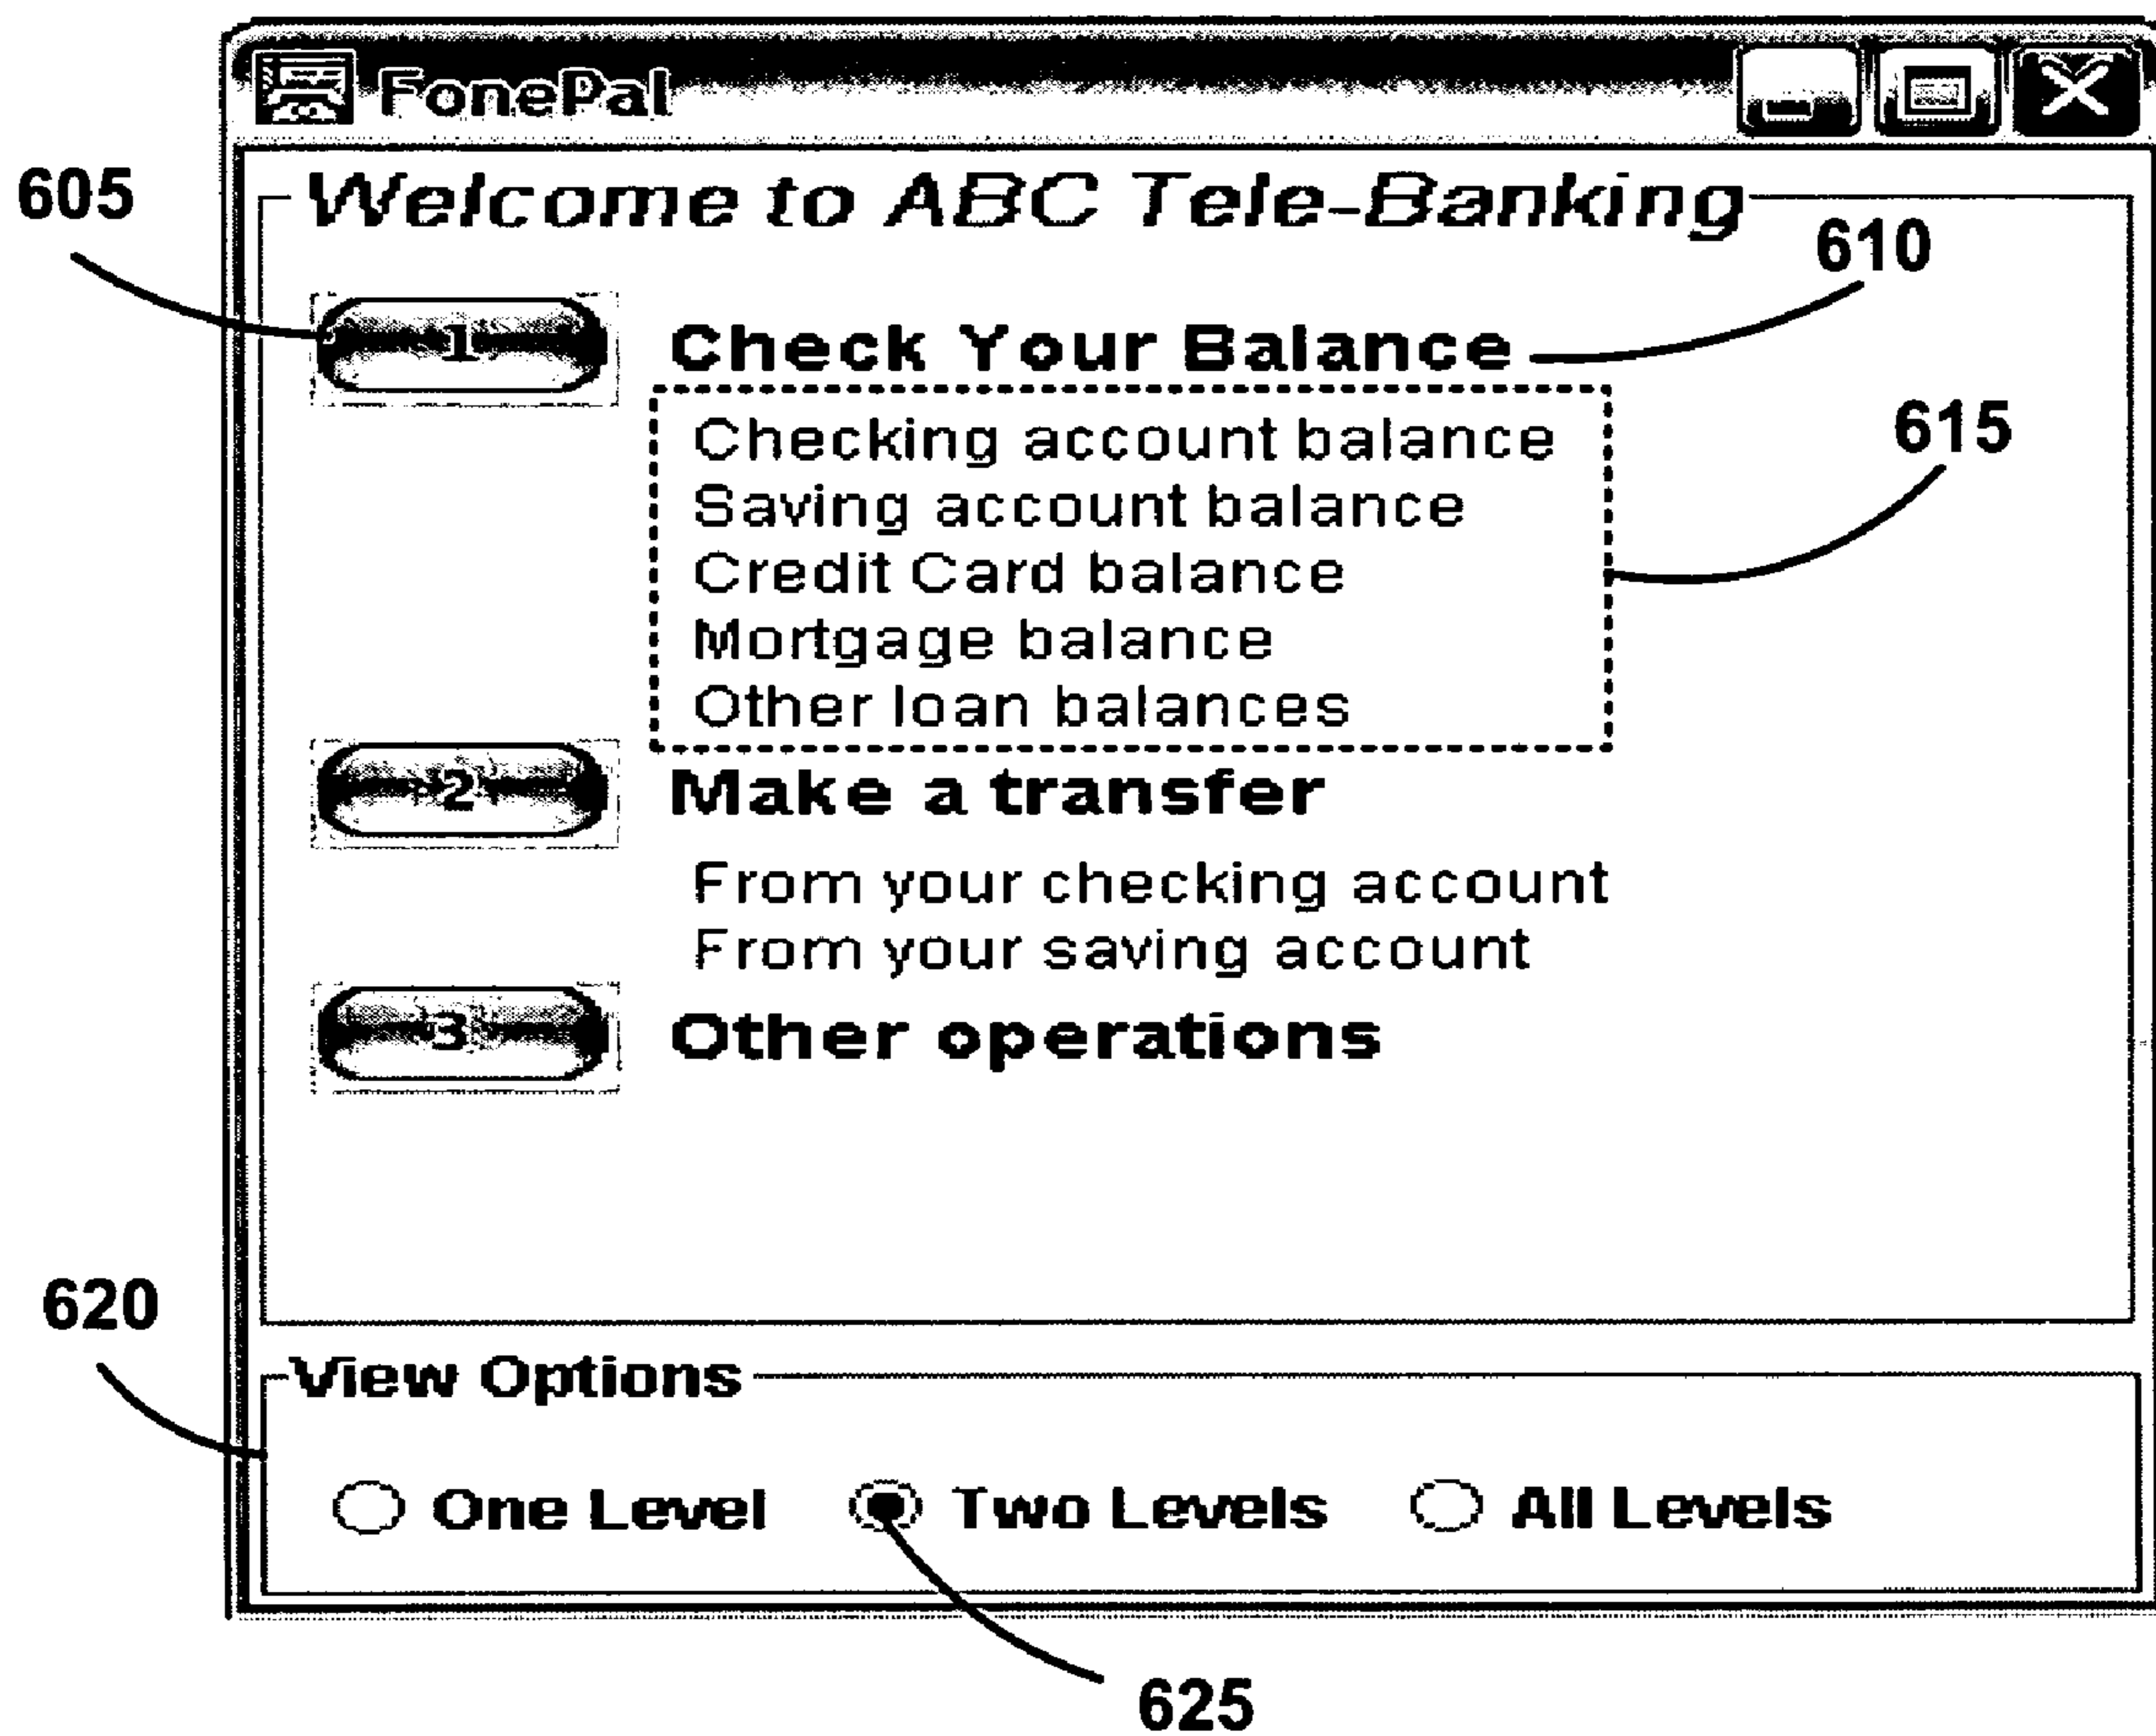 FonePal
605
Welcome to ABC Tele-Banking
610
1 Check Your Balance
615
Checking account balance
Saving account balance
Credit Card balance
Mortgage balance
Other loan balances
2 Make a transfer
From your checking account
From your saving account
3 Other operations
620
View Options
One Level Two Levels All Levels
625